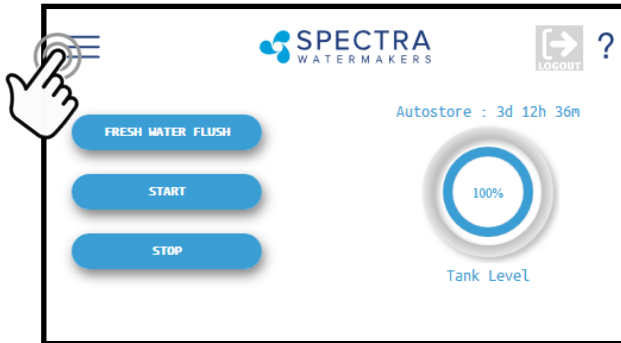 SPECTRA
WATERMAKERS
LOGOUT
?
Autostore : 3d 12h 36m
FRESH WATER FLUSH
START
100%
STOP
Tank Level